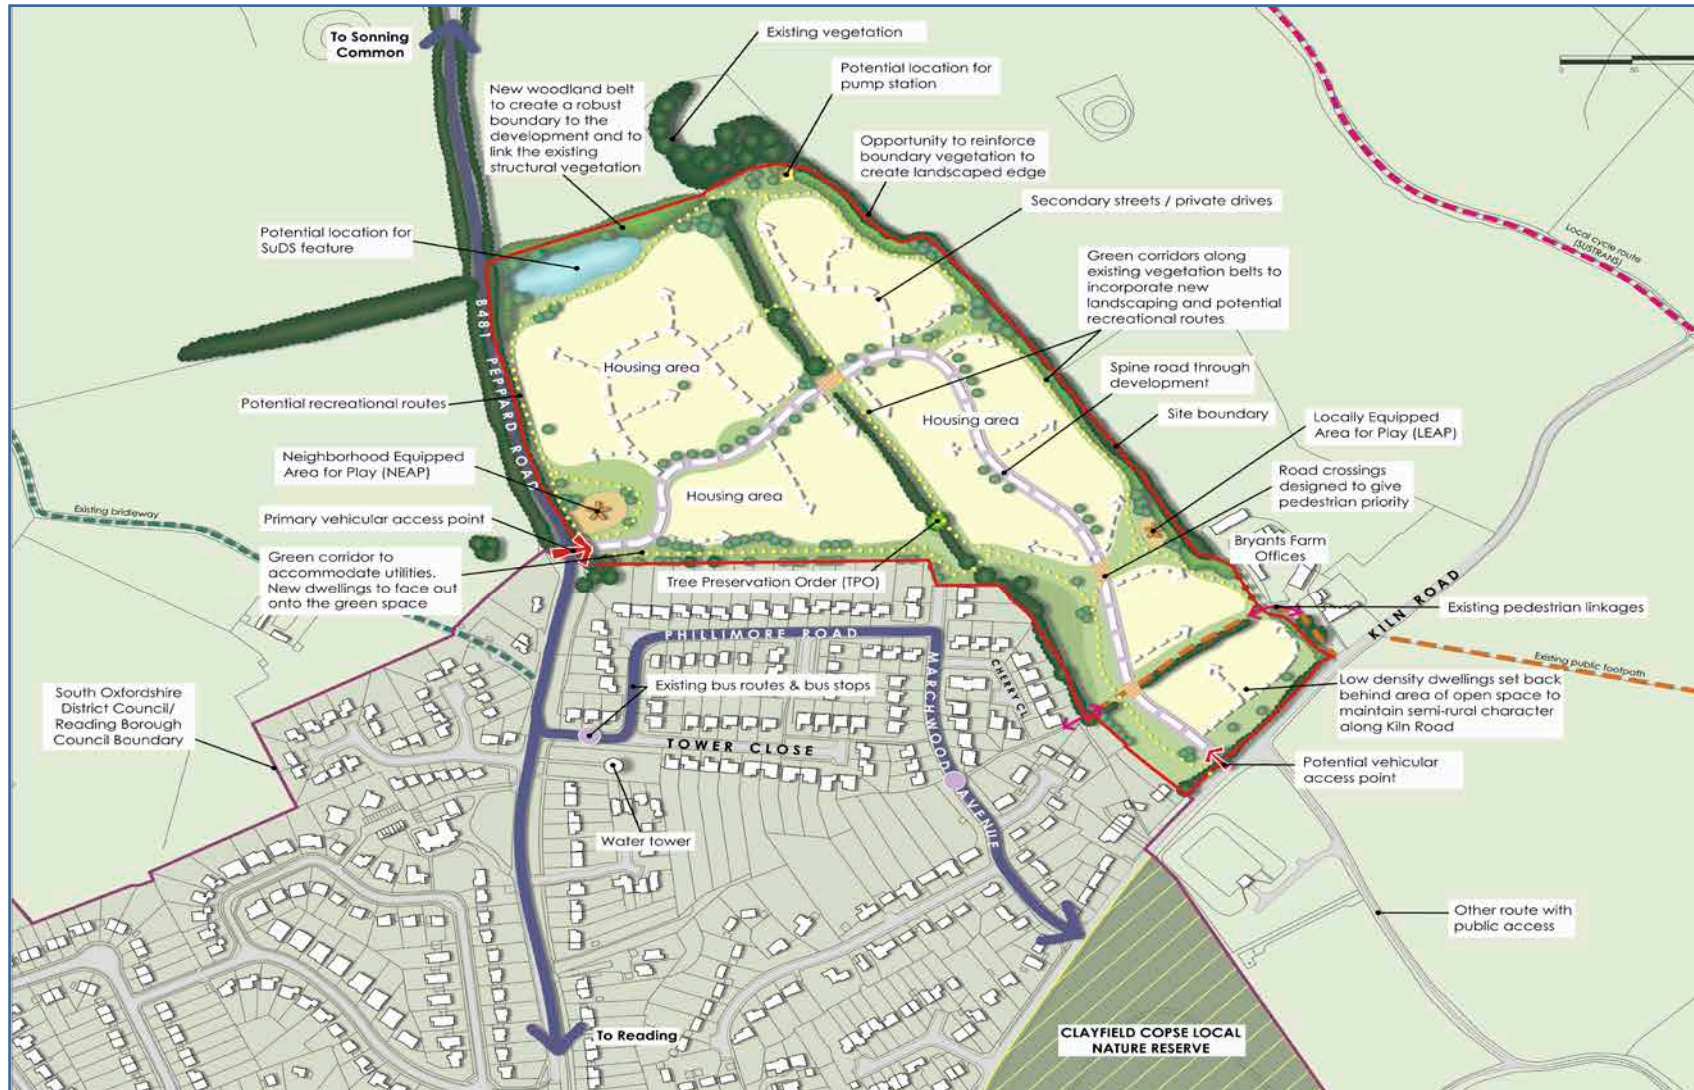 To Sonning
Common
Existing vegetation
Potential location for
pump station
New woodland belt
to create a robust
boundary to the
development and to
link the existing
structural vegetation
Opportunity to reinforce
boundary vegetation to
create landscaped edge
Secondary streets / private drives
Potential location for
SuDS feature
Green corridors along
existing vegetation belts to
incorporate new
landscaping and potential
recreational routes
Local cycle route
(SUSTRANS)
B481 PEPPARD ROAD
Housing area
Spine road through
development
Potential recreational routes
Housing area
Site boundary
Locally Equipped
Area for Play (LEAP)
Neighborhood Equipped
Area for Play (NEAP)
Housing area
Road crossings
designed to give
pedestrian priority
Existing bridleway
Primary vehicular access point
Bryants Farm
Offices
Green corridor to
accommodate utilities.
New dwellings to face out
onto the green space
Tree Preservation Order (TPO)
KILN ROAD
Existing pedestrian linkages
PHILLIMORE ROAD
MARCHWOOD AVENUE
CHERRY CL
Existing public footpath
South Oxfordshire
District Council/
Reading Borough
Council Boundary
Existing bus routes & bus stops
Low density dwellings set back
behind area of open space to
maintain semi-rural character
along Kiln Road
TOWER CLOSE
Potential vehicular
access point
Water tower
Other route with
public access
To Reading
CLAYFIELD COPSE LOCAL
NATURE RESERVE